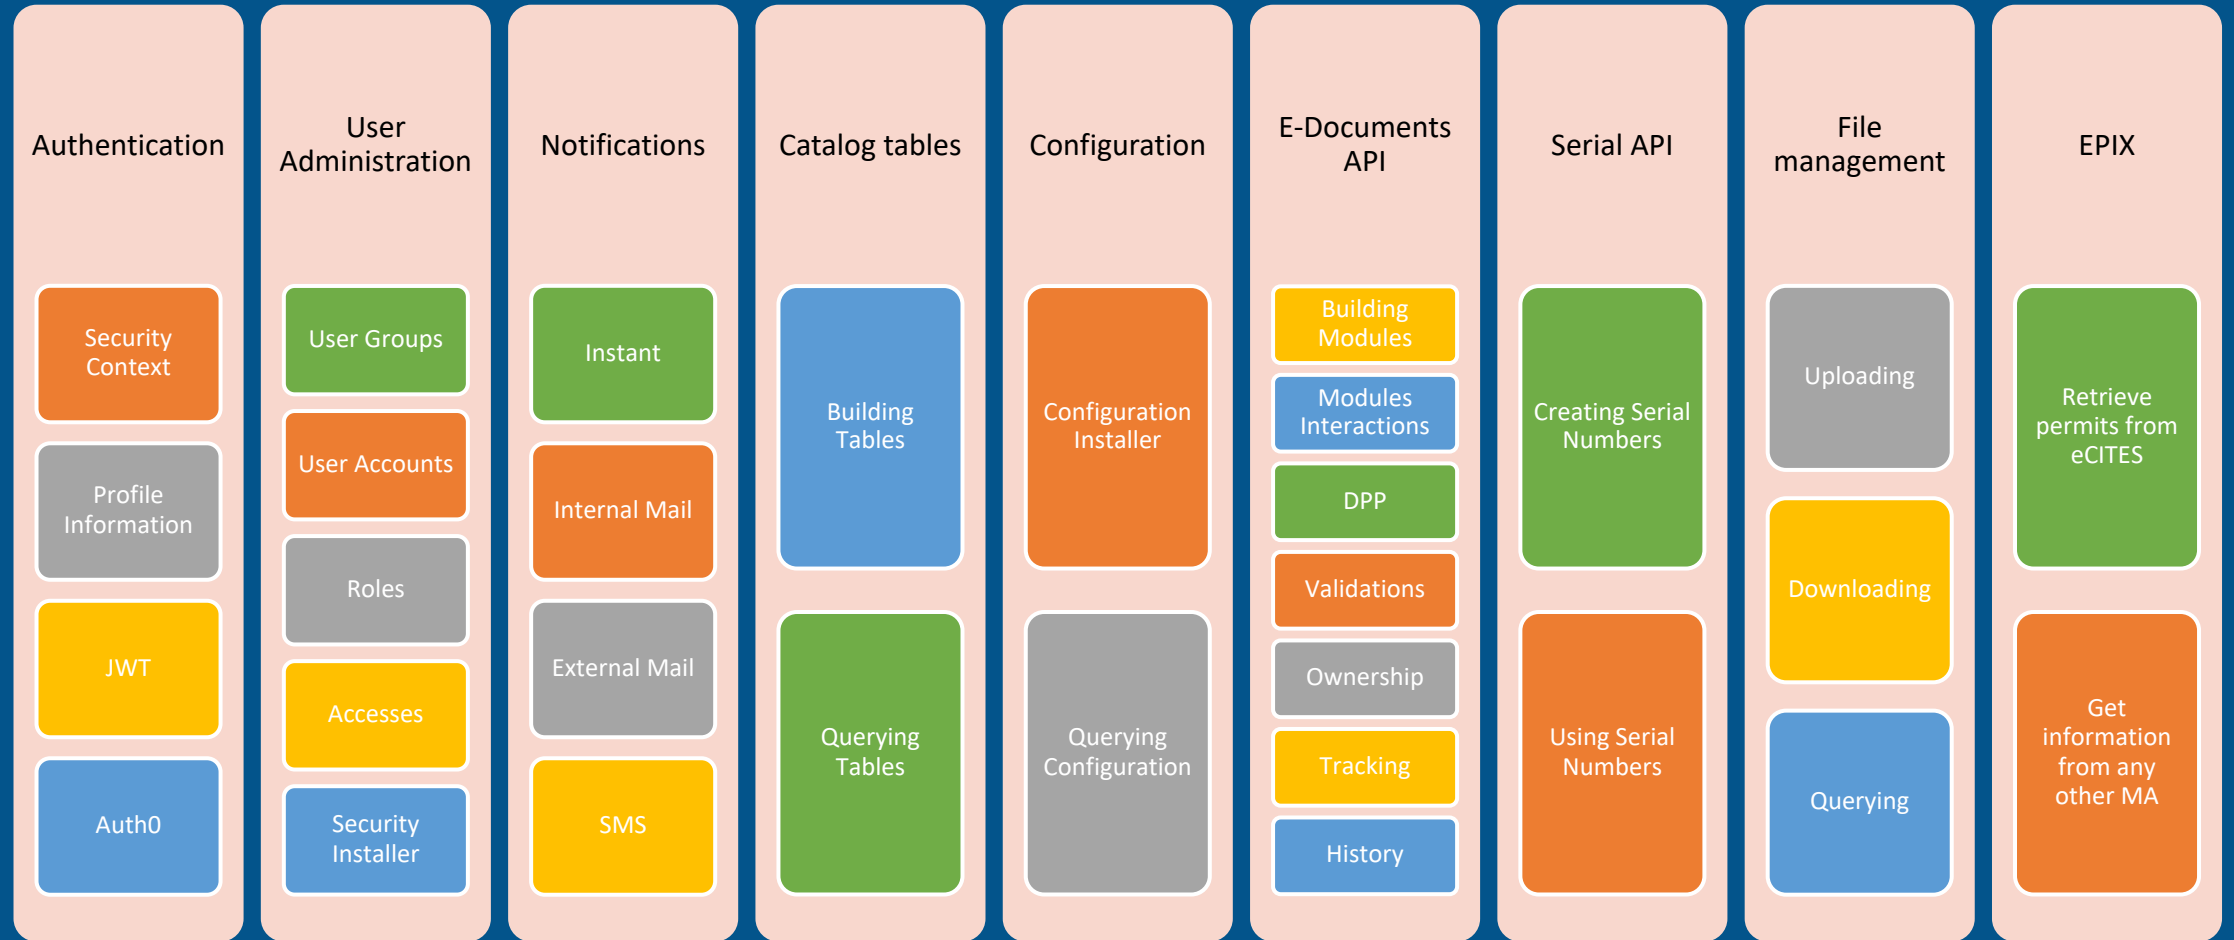 Authentication
Security
Context
Profile
Information
JWT
Auth0
User
Administration
User Groups
User Accounts
Roles
Accesses
Security
Installer
Notifications
Instant
Internal Mail
External Mail
SMS
Catalog tables
Building
Tables
Querying
Tables
Configuration
Configuration
Installer
Querying
Configuration
E-Documents
API
Building
Modules
Modules
Interactions
DPP
Validations
Ownership
Tracking
History
Serial API
Creating Serial
Numbers
Using Serial
Numbers
File
management
Uploading
Downloading
Querying
EPIX
Retrieve
permits from
eCITES
Get
information
from any
other MA